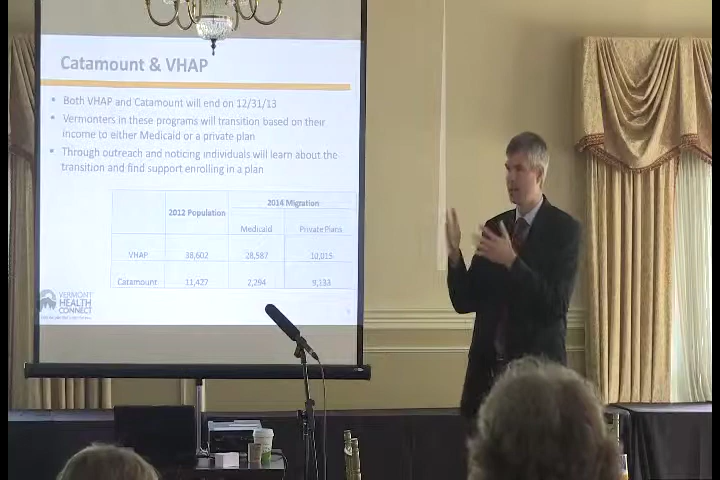 Catamount & VHAP
• Both VHAP and Catamount will end on 12/31/13
• Vermonters in these programs will transition based on their
income to either Medicaid or a private plan
• Through outreach and noticing individuals will learn about the
transition and find support enrolling in a plan
2012 Population
2014 Migration
Medicaid
Private Plans
VHAP 38,602 28,587 10,015
Catamount 11,427 2,294 9,133
VERMONT
HEALTH
CONNECT